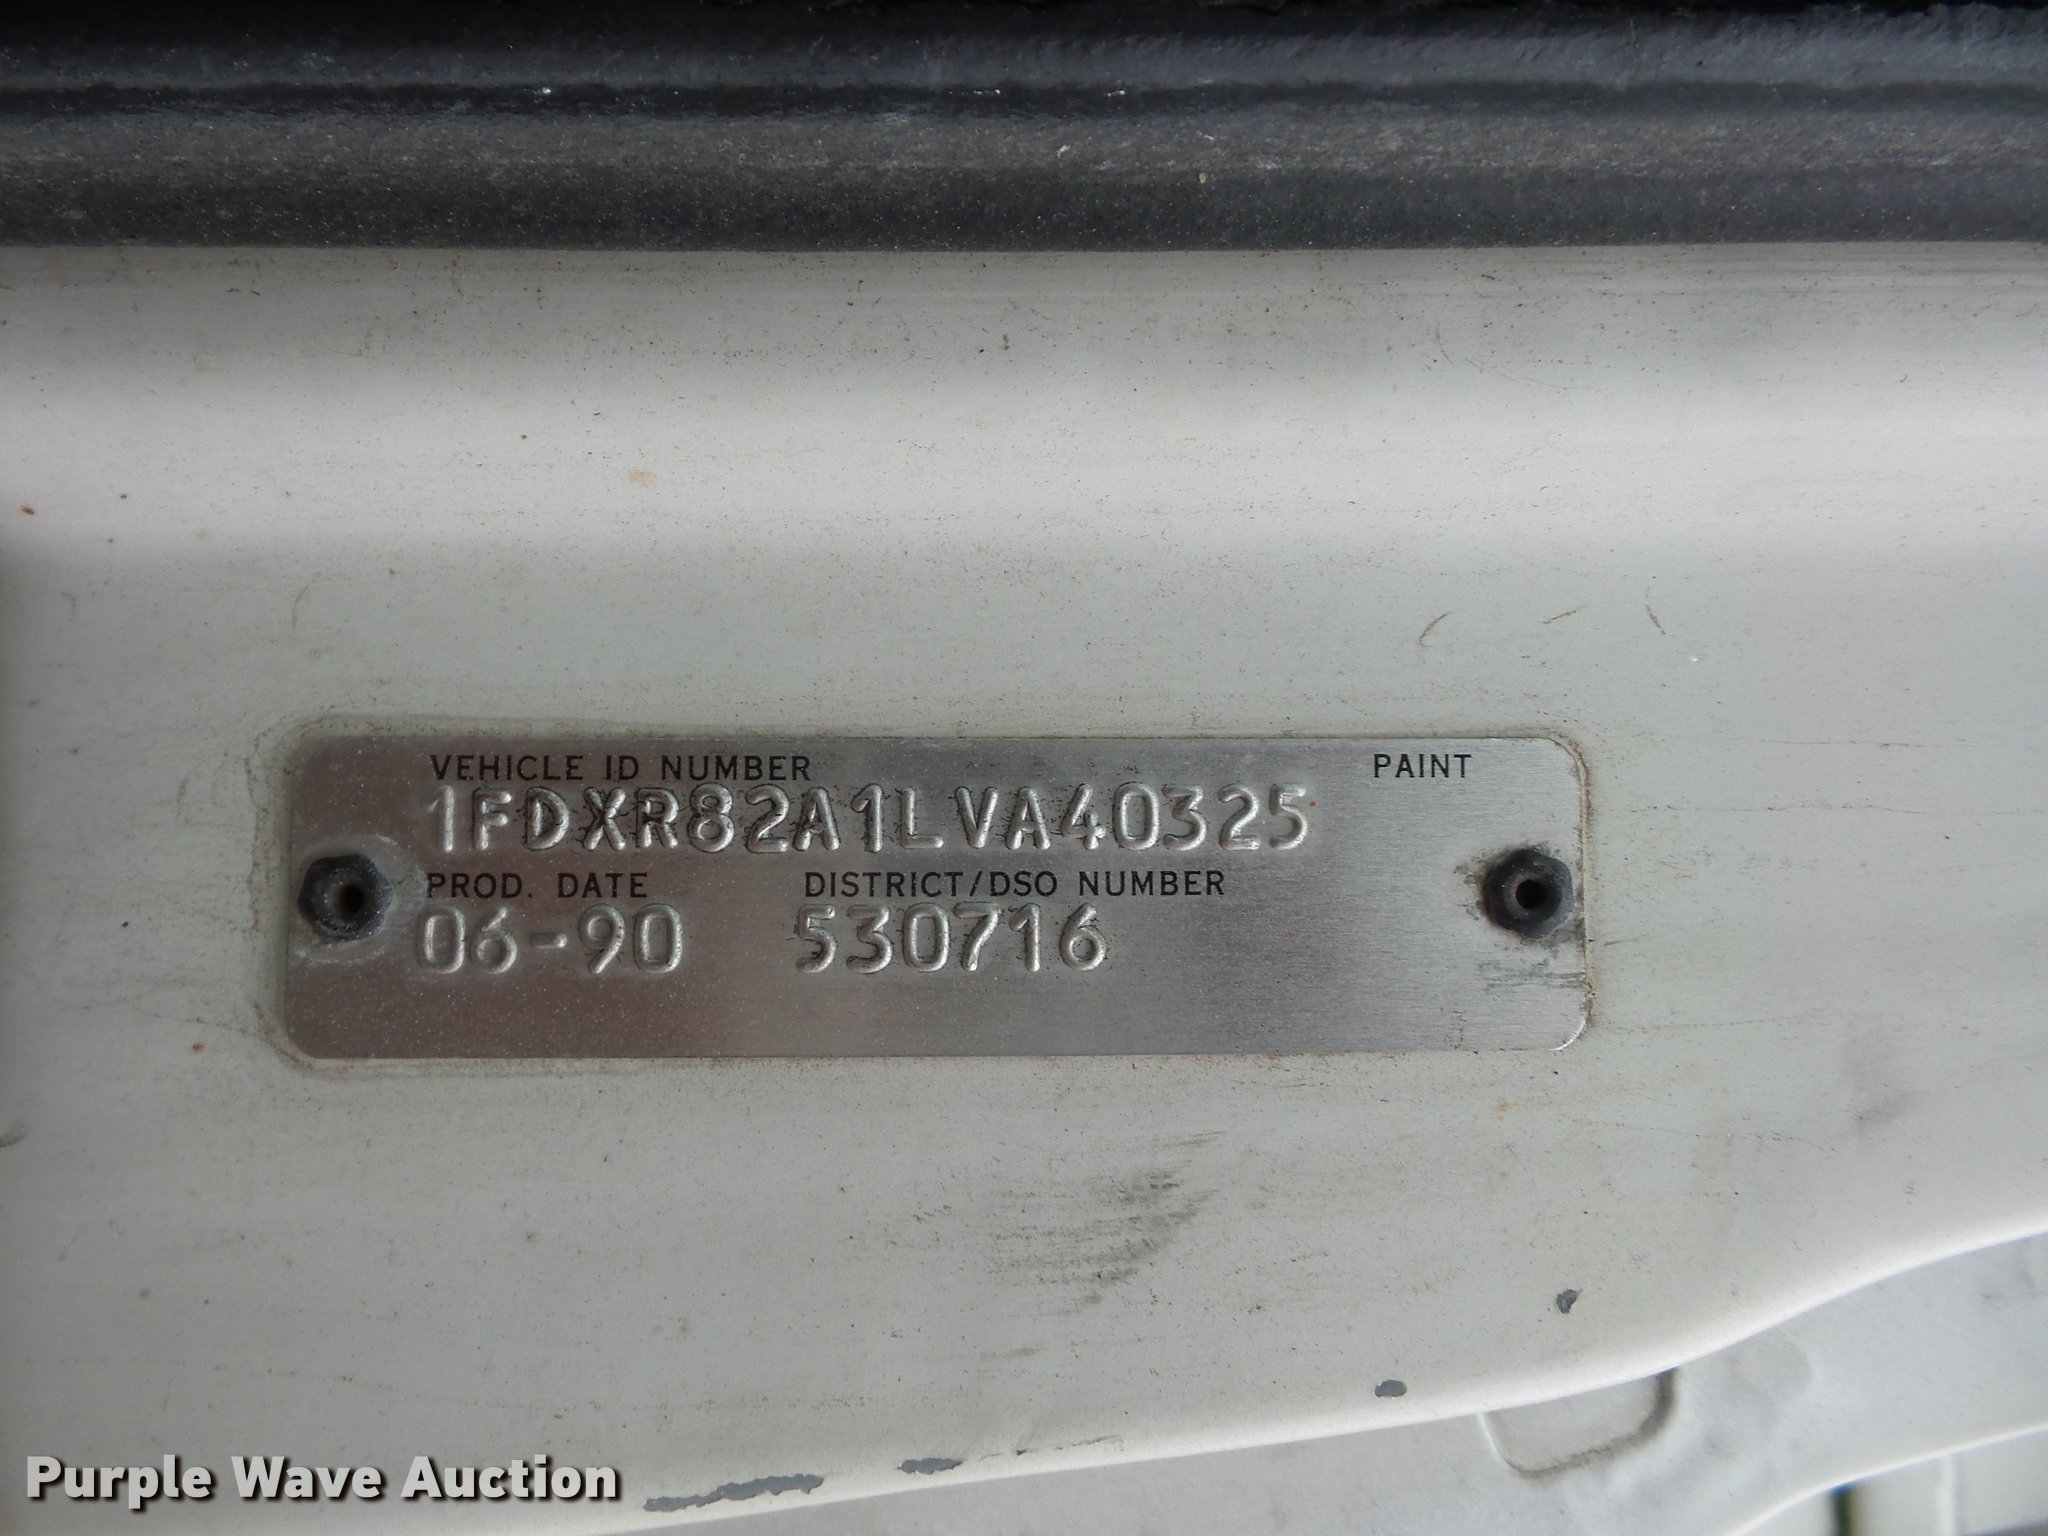 VEHICLE ID NUMBER PAINT
1FDXR82A1LVA40325
PROD. DATE DISTRICT/DSO NUMBER
06-90 530716
Purple Wave Auction